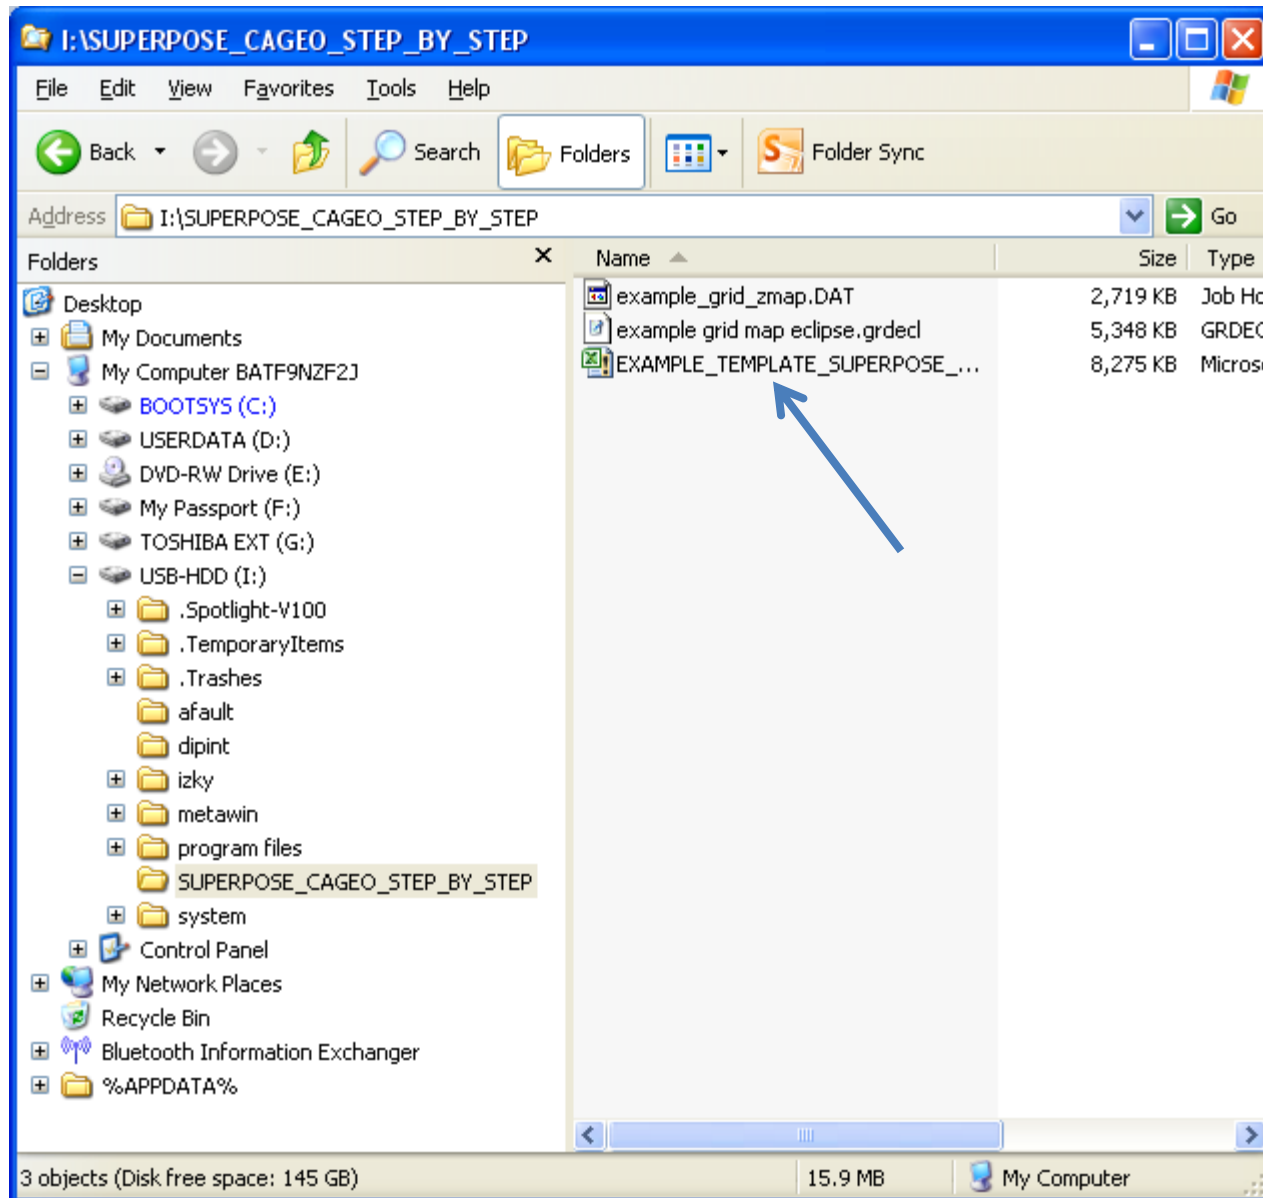 I:\SUPERPOSE_CAGEO_STEP_BY_STEP
File Edit View Favorites Tools Help
Back Search Folders Folder Sync
Address I:\SUPERPOSE_CAGEO_STEP_BY_STEP Go
Folders
Desktop
My Documents
My Computer BATF9NZF2J
BOOTSYS (C:)
USERDATA (D:)
DVD-RW Drive (E:)
My Passport (F:)
TOSHIBA EXT (G:)
USB-HDD (I:)
.Spotlight-V100
.TemporaryItems
.Trashes
afault
dipint
izky
metawin
program files
SUPERPOSE_CAGEO_STEP_BY_STEP
system
Control Panel
My Network Places
Recycle Bin
Bluetooth Information Exchanger
%APPDATA%
Name Size Type
example_grid_zmap.DAT 2,719 KB Job Ho
example grid map eclipse.grdecl 5,348 KB GRDEC
EXAMPLE_TEMPLATE_SUPERPOSE_... 8,275 KB Micros
3 objects (Disk free space: 145 GB) 15.9 MB My Computer